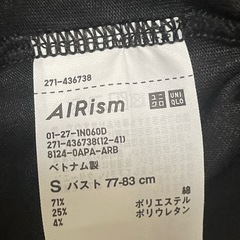 271-436738
AIRism ユニクロ UNIQLO
01-27-1N060D
271-436738(12-41)
8124-0APA-ARB
ベトナム製
S バスト 77-83 cm
71% 綿
25% ポリエステル
4% ポリウレタン